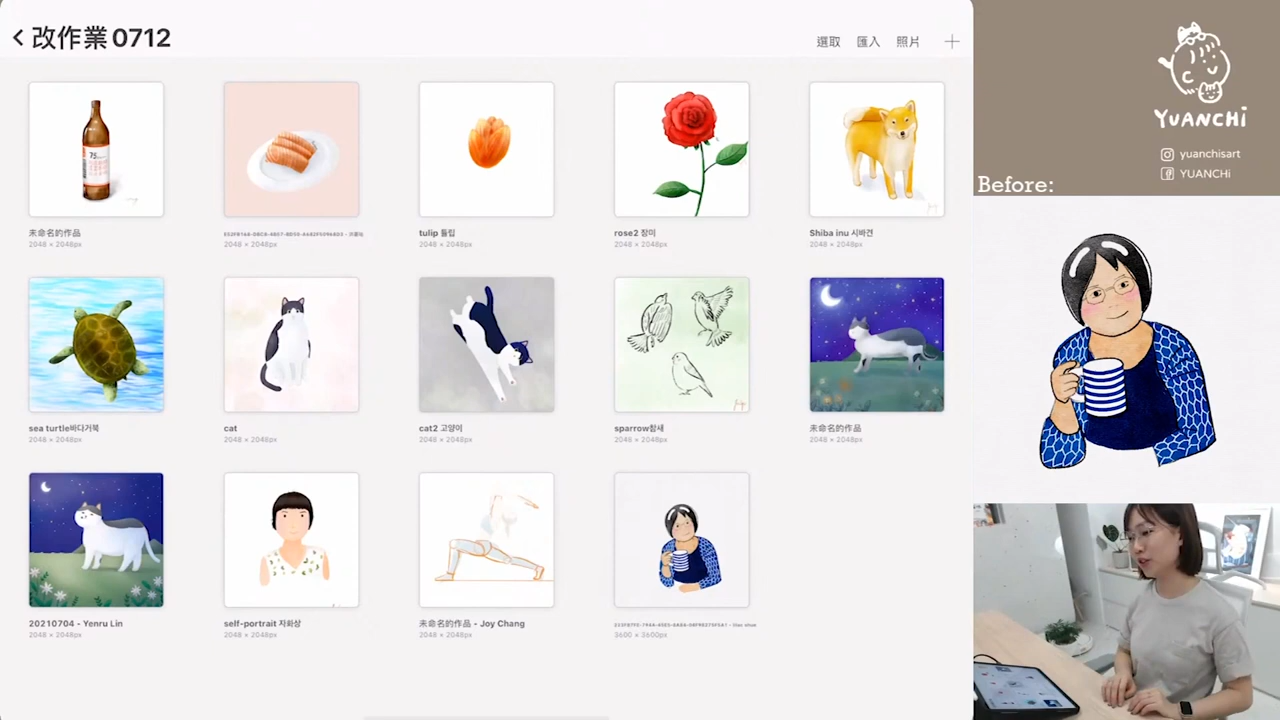 改作業0712
選取
匯入
照片
YUANCHi
yuanchisart
YUANCHi
Before:
75
未命名的作品
2048 × 2048px
2048 × 2048px
tulip 튤립
2048 × 2048px
rose2 장미
2048 × 2048px
Shiba inu 시바견
2048 × 2048px
sea turtle바다거북
2048 × 2048px
cat
2048 × 2048px
cat2 고양이
2048 × 2048px
sparrow참새
2048 × 2048px
未命名的作品
2048 × 2048px
20210704 - Yenru Lin
2048 × 2048px
self-portrait 자화상
2048 × 2048px
未命名的作品 - Joy Chang
2048 × 2048px
3600 × 3600px